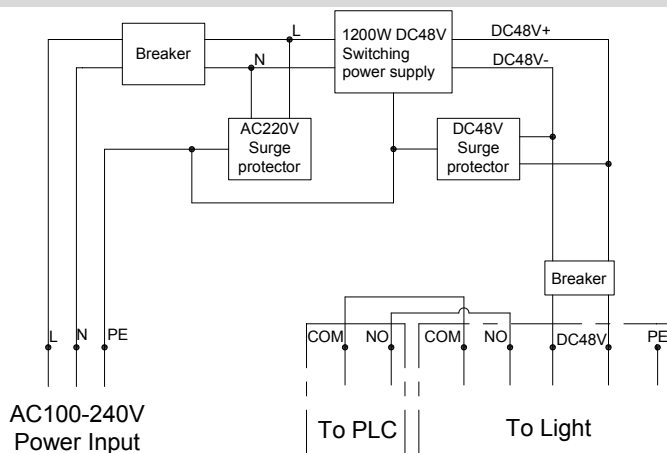 L
1200W DC48V
Switching
power supply
DC48V+
Breaker
N
DC48V-
AC220V
Surge
protector
DC48V
Surge
protector
Breaker
L
N
PE
COM
NO
COM
NO
DC48V
PE
AC100-240V
Power Input
To PLC
To Light